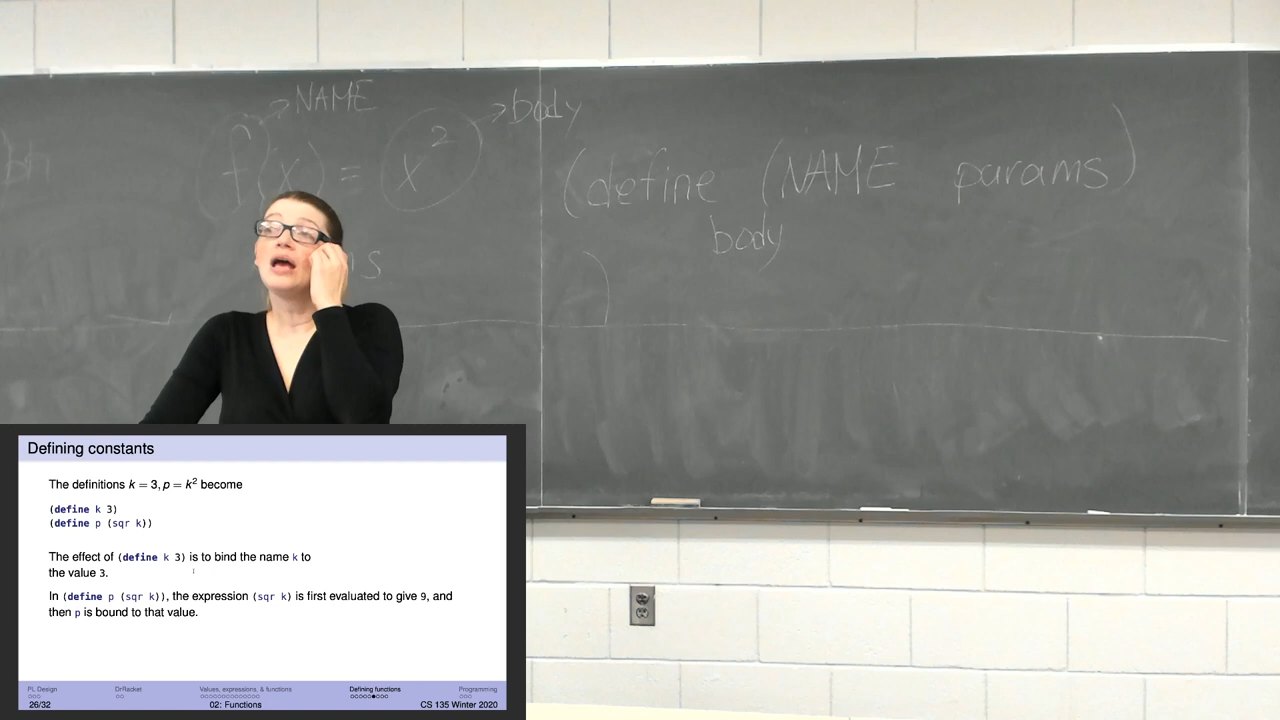 NAME
body
f(x) = x²
(define (NAME params)
body
)
Defining constants
The definitions k = 3, p = k² become
(define k 3)
(define p (sqr k))
The effect of (define k 3) is to bind the name k to
the value 3.
In (define p (sqr k)), the expression (sqr k) is first evaluated to give 9, and
then p is bound to that value.
PL Design DrRacket Values, expressions, & functions Defining functions Programming
26/32 02: Functions CS 135 Winter 2020